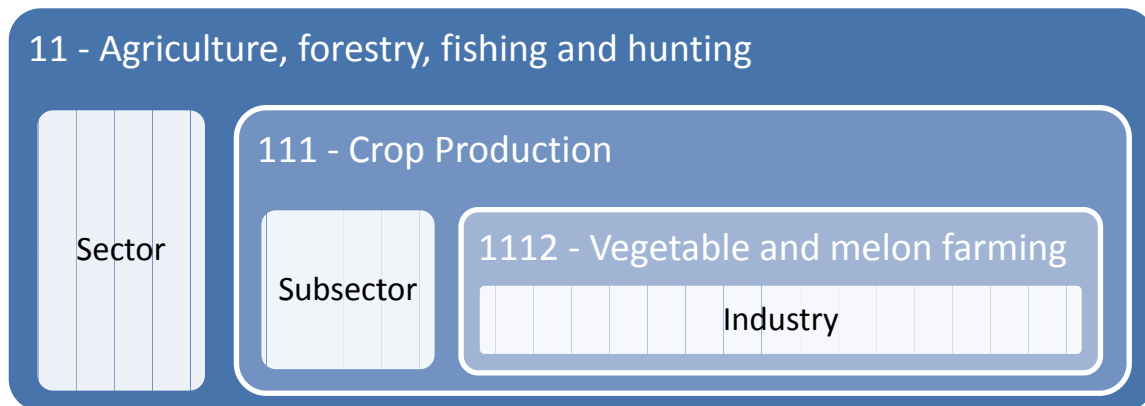 11 - Agriculture, forestry, fishing and hunting
111 - Crop Production
Sector
Subsector
1112 - Vegetable and melon farming
Industry